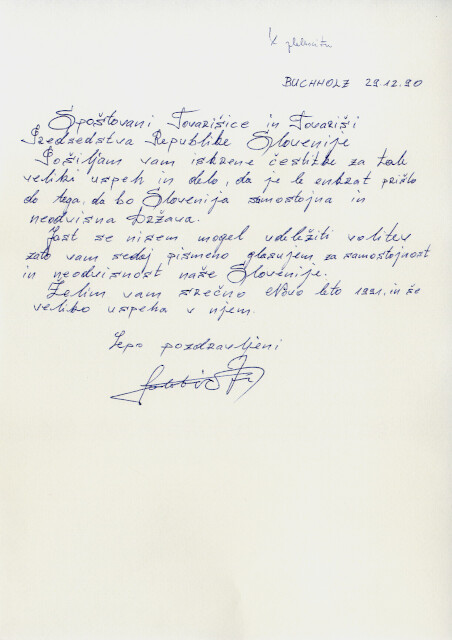 1x plebiscitu
BUCHHOLZ 29.12.90
Spoštovani Tovarišice in Tovariši
Predsedstva Republike Slovenije
Pošiljam vam iskrene čestitke za tak
veliki uspeh in delo, da je le enkrat prišlo
do tega, da bo Slovenija samostojna in
neodvisna Država.
Jast se nisem mogel udeležiti volitev
zato vam sedaj pismeno glasujem za samostojnost
in neodvisnost naše Slovenije.
Želim vam srečno Novo leto 1991, in še
veliko uspeha v njem.
Lepo pozdravljeni